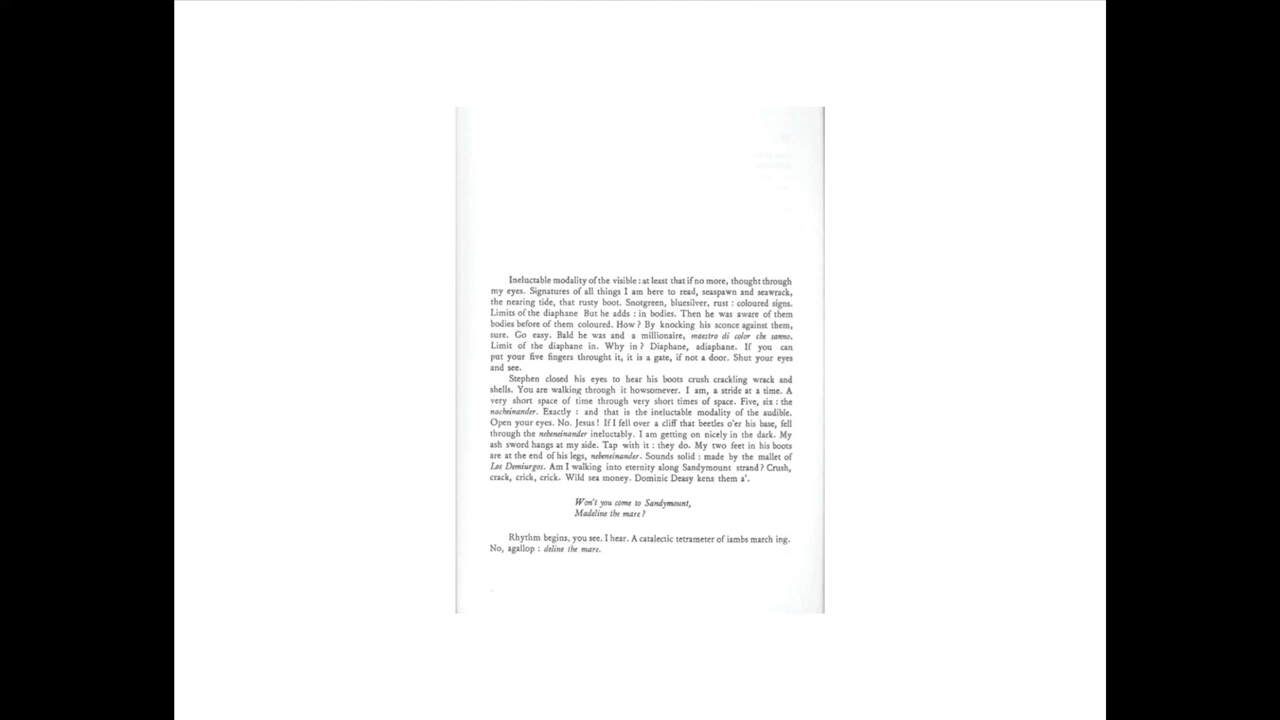 Ineluctable modality of the visible : at least that if no more, thought through
my eyes. Signatures of all things I am here to read, seaspawn and seawrack,
the nearing tide, that rusty boot. Snotgreen, bluesilver, rust : coloured signs.
Limits of the diaphane But he adds : in bodies. Then he was aware of them
bodies before of them coloured. How ? By knocking his sconce against them,
sure. Go easy. Bald he was and a millionaire, maestro di color che sanno.
Limit of the diaphane in. Why in ? Diaphane, adiaphane. If you can
put your five fingers throught it, it is a gate, if not a door. Shut your eyes
and see.
Stephen closed his eyes to hear his boots crush crackling wrack and
shells. You are walking through it howsomever. I am, a stride at a time. A
very short space of time through very short times of space. Five, six : the
nacheinander. Exactly : and that is the ineluctable modality of the audible.
Open your eyes. No. Jesus ! If I fell over a cliff that beetles o'er his base, fell
through the nebeneinander ineluctably. I am getting on nicely in the dark. My
ash sword hangs at my side. Tap with it : they do. My two feet in his boots
are at the end of his legs, nebeneinander. Sounds solid : made by the mallet of
Los Demiurgos. Am I walking into eternity along Sandymount strand ? Crush,
crack, crick, crick. Wild sea money. Dominic Deasy kens them a'.
Won't you come to Sandymount,
Madeline the mare ?
Rhythm begins, you see. I hear. A catalectic tetrameter of iambs march ing.
No, agallop : deline the mare.